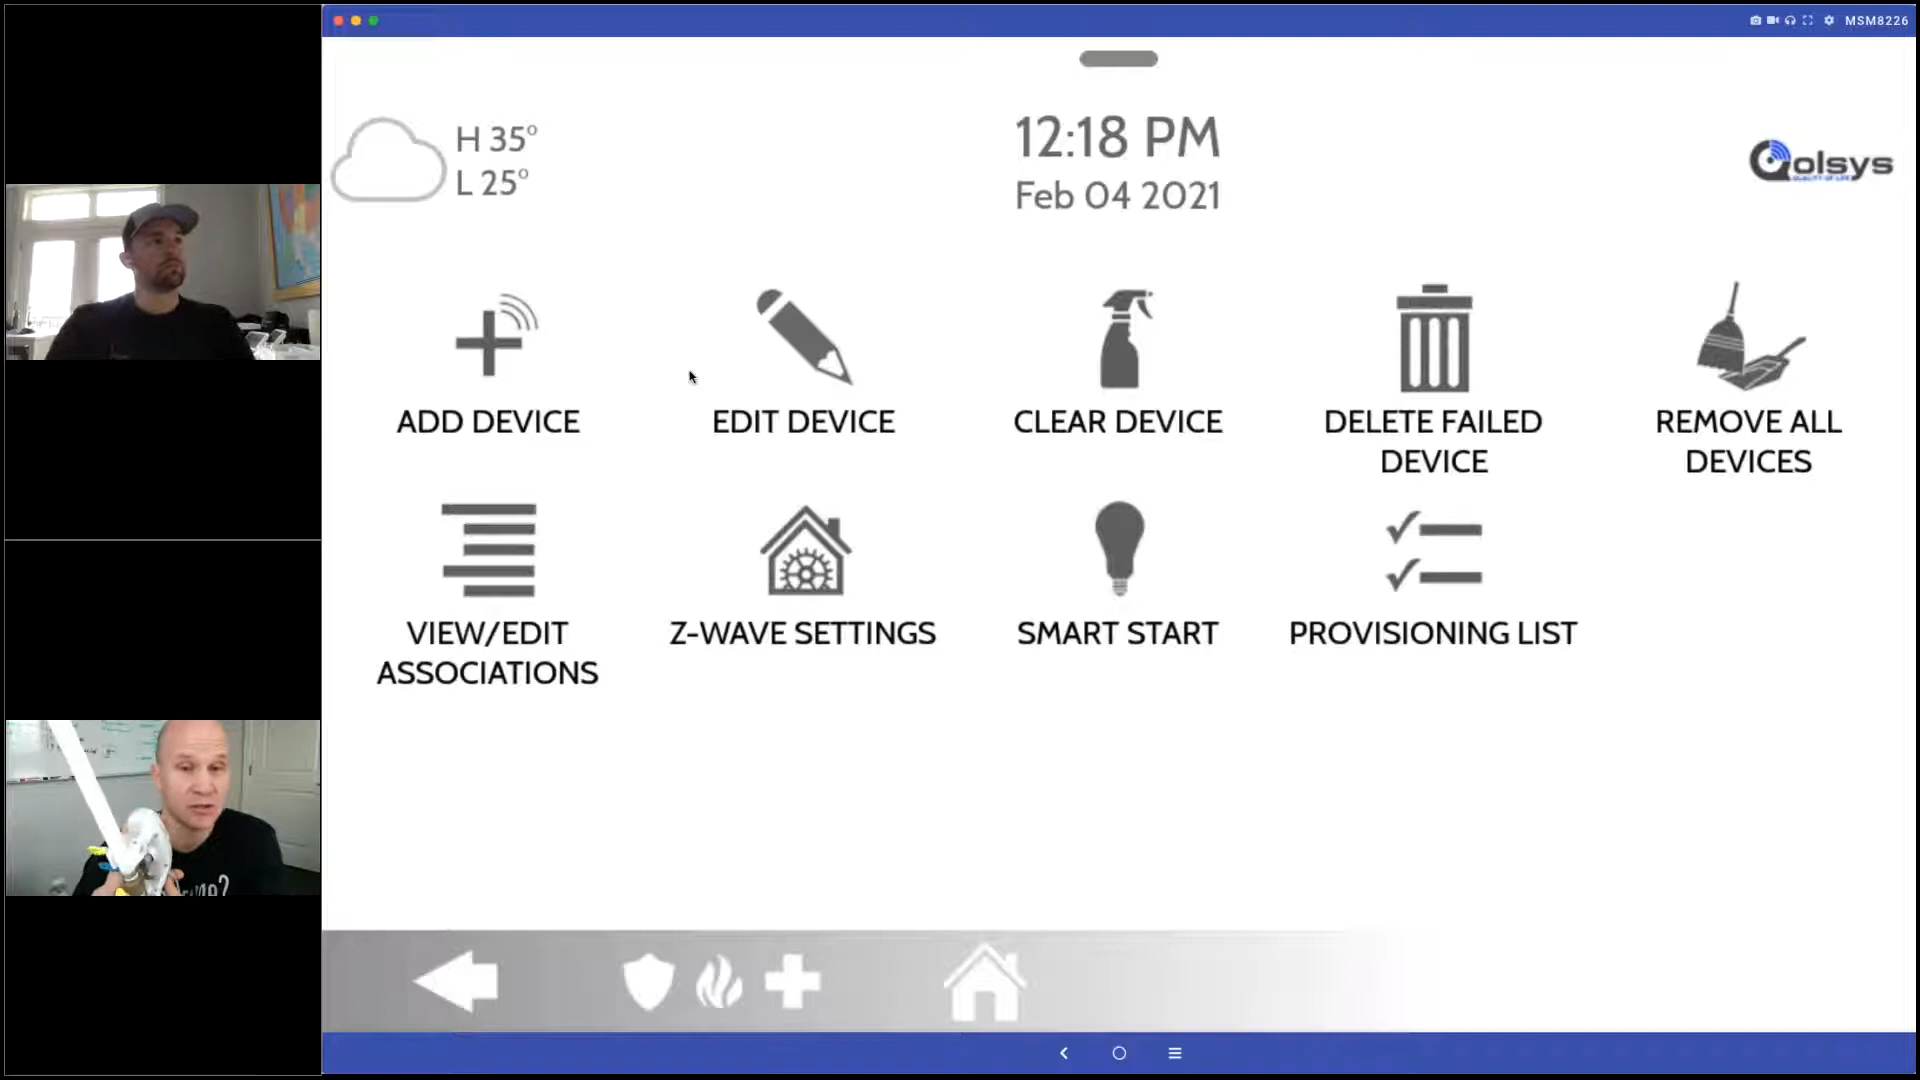 MSM8226
H 35°
L 25°
12:18 PM
Feb 04 2021
Qolsys
ADD DEVICE
EDIT DEVICE
CLEAR DEVICE
DELETE FAILED
DEVICE
REMOVE ALL
DEVICES
VIEW/EDIT
ASSOCIATIONS
Z-WAVE SETTINGS
SMART START
PROVISIONING LIST